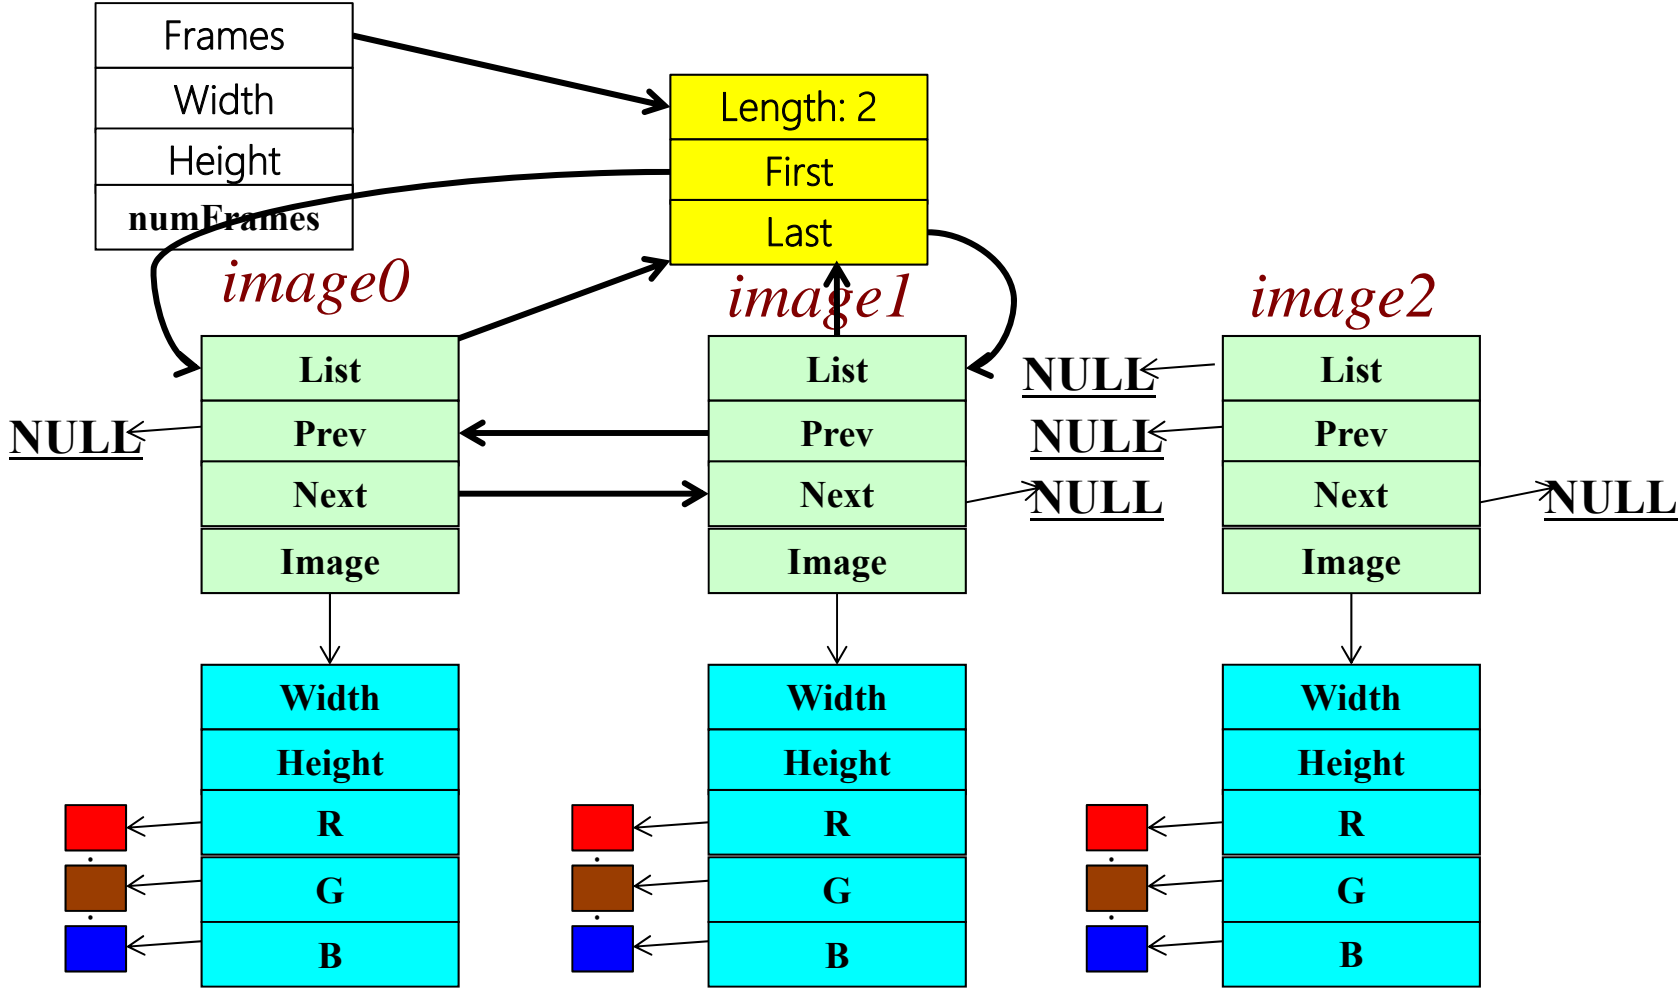 Frames
Width
Height
numFrames
Length: 2
First
Last
image0
image1
image2
List
Prev
Next
Image
NULL
List
Prev
Next
Image
NULL
NULL
NULL
List
Prev
Next
Image
NULL
Width
Height
R
G
B
Width
Height
R
G
B
Width
Height
R
G
B